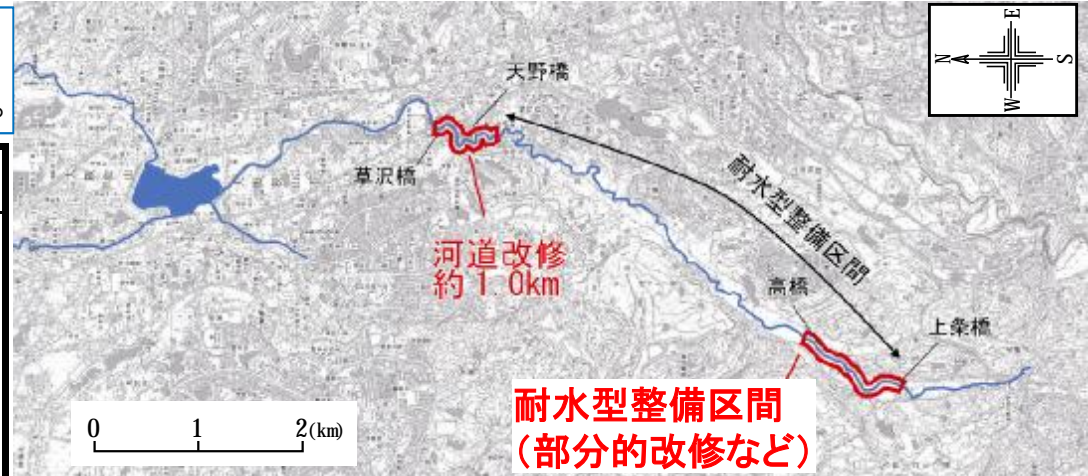 天野橋
草沢橋
河道改修
約1.0km
耐水型整備区間
高橋
上条橋
耐水型整備区間
（部分的改修など）
0 1 2(km)
N
E
S
W
。